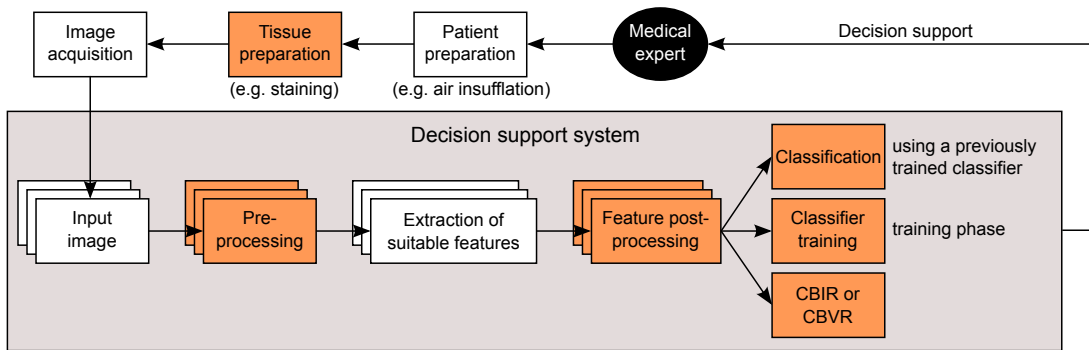 Image
acquisition
Tissue
preparation
(e.g. staining)
Patient
preparation
(e.g. air insufflation)
Medical
expert
Decision support
Decision support system
Input
image
Pre-
processing
Extraction of
suitable features
Feature post-
processing
Classification
using a previously
trained classifier
Classifier
training
training phase
CBIR or
CBVR